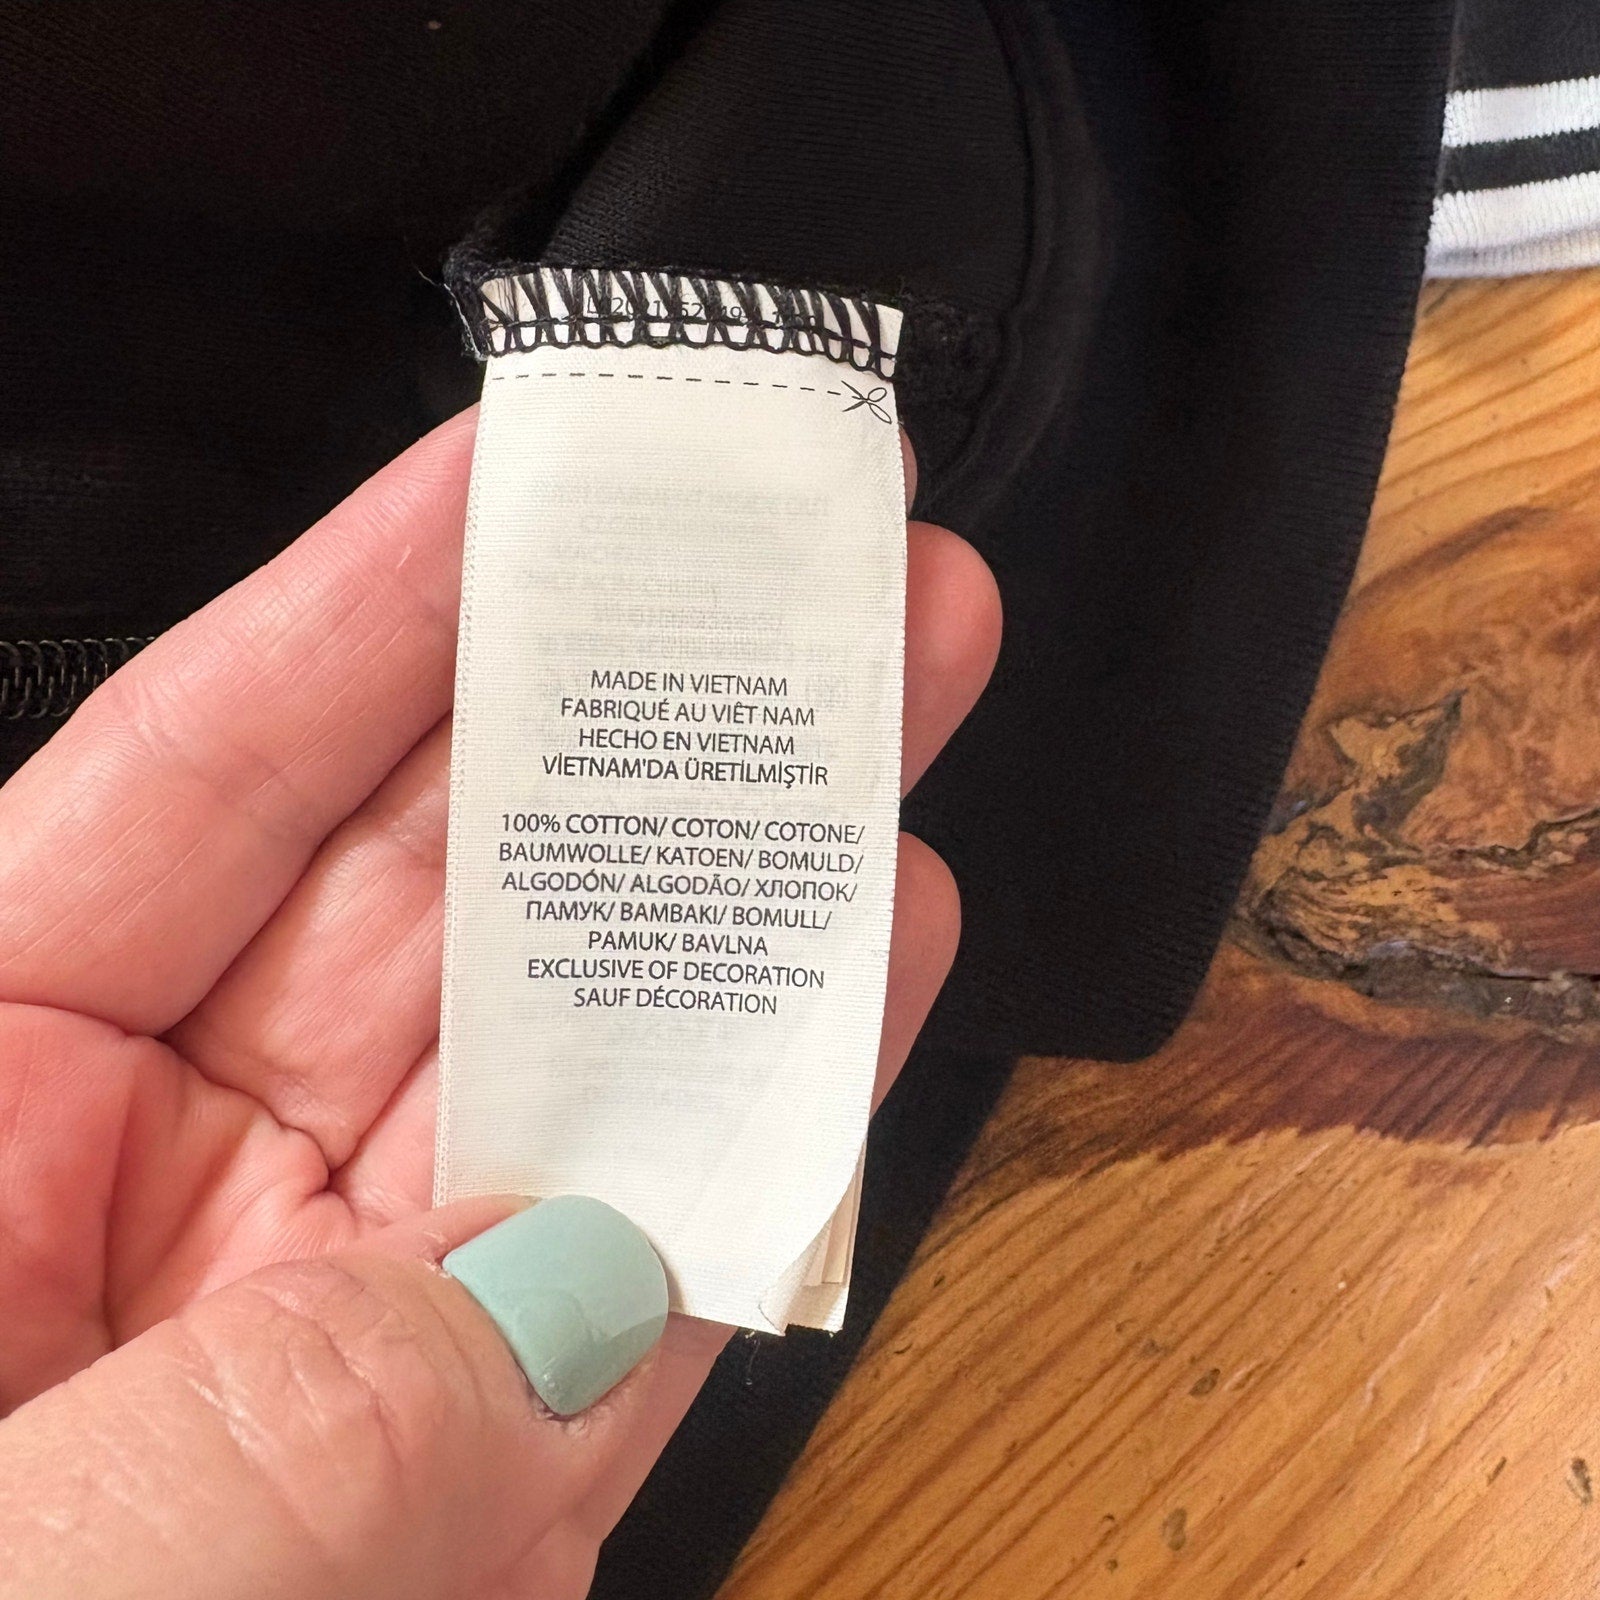 MADE IN VIETNAM
FABRIQUÉ AU VIÊT NAM
HECHO EN VIETNAM
VİETNAM'DA ÜRETİLMİŞTİR
100% COTTON/ COTON/ COTONE/
BAUMWOLLE/ KATOEN/ BOMULD/
ALGODÓN/ ALGODÃO/ ХЛОПОК/
ПАМУК/ BAMBAKI/ BOMULL/
PAMUK/ BAVLNA
EXCLUSIVE OF DECORATION
SAUF DÉCORATION